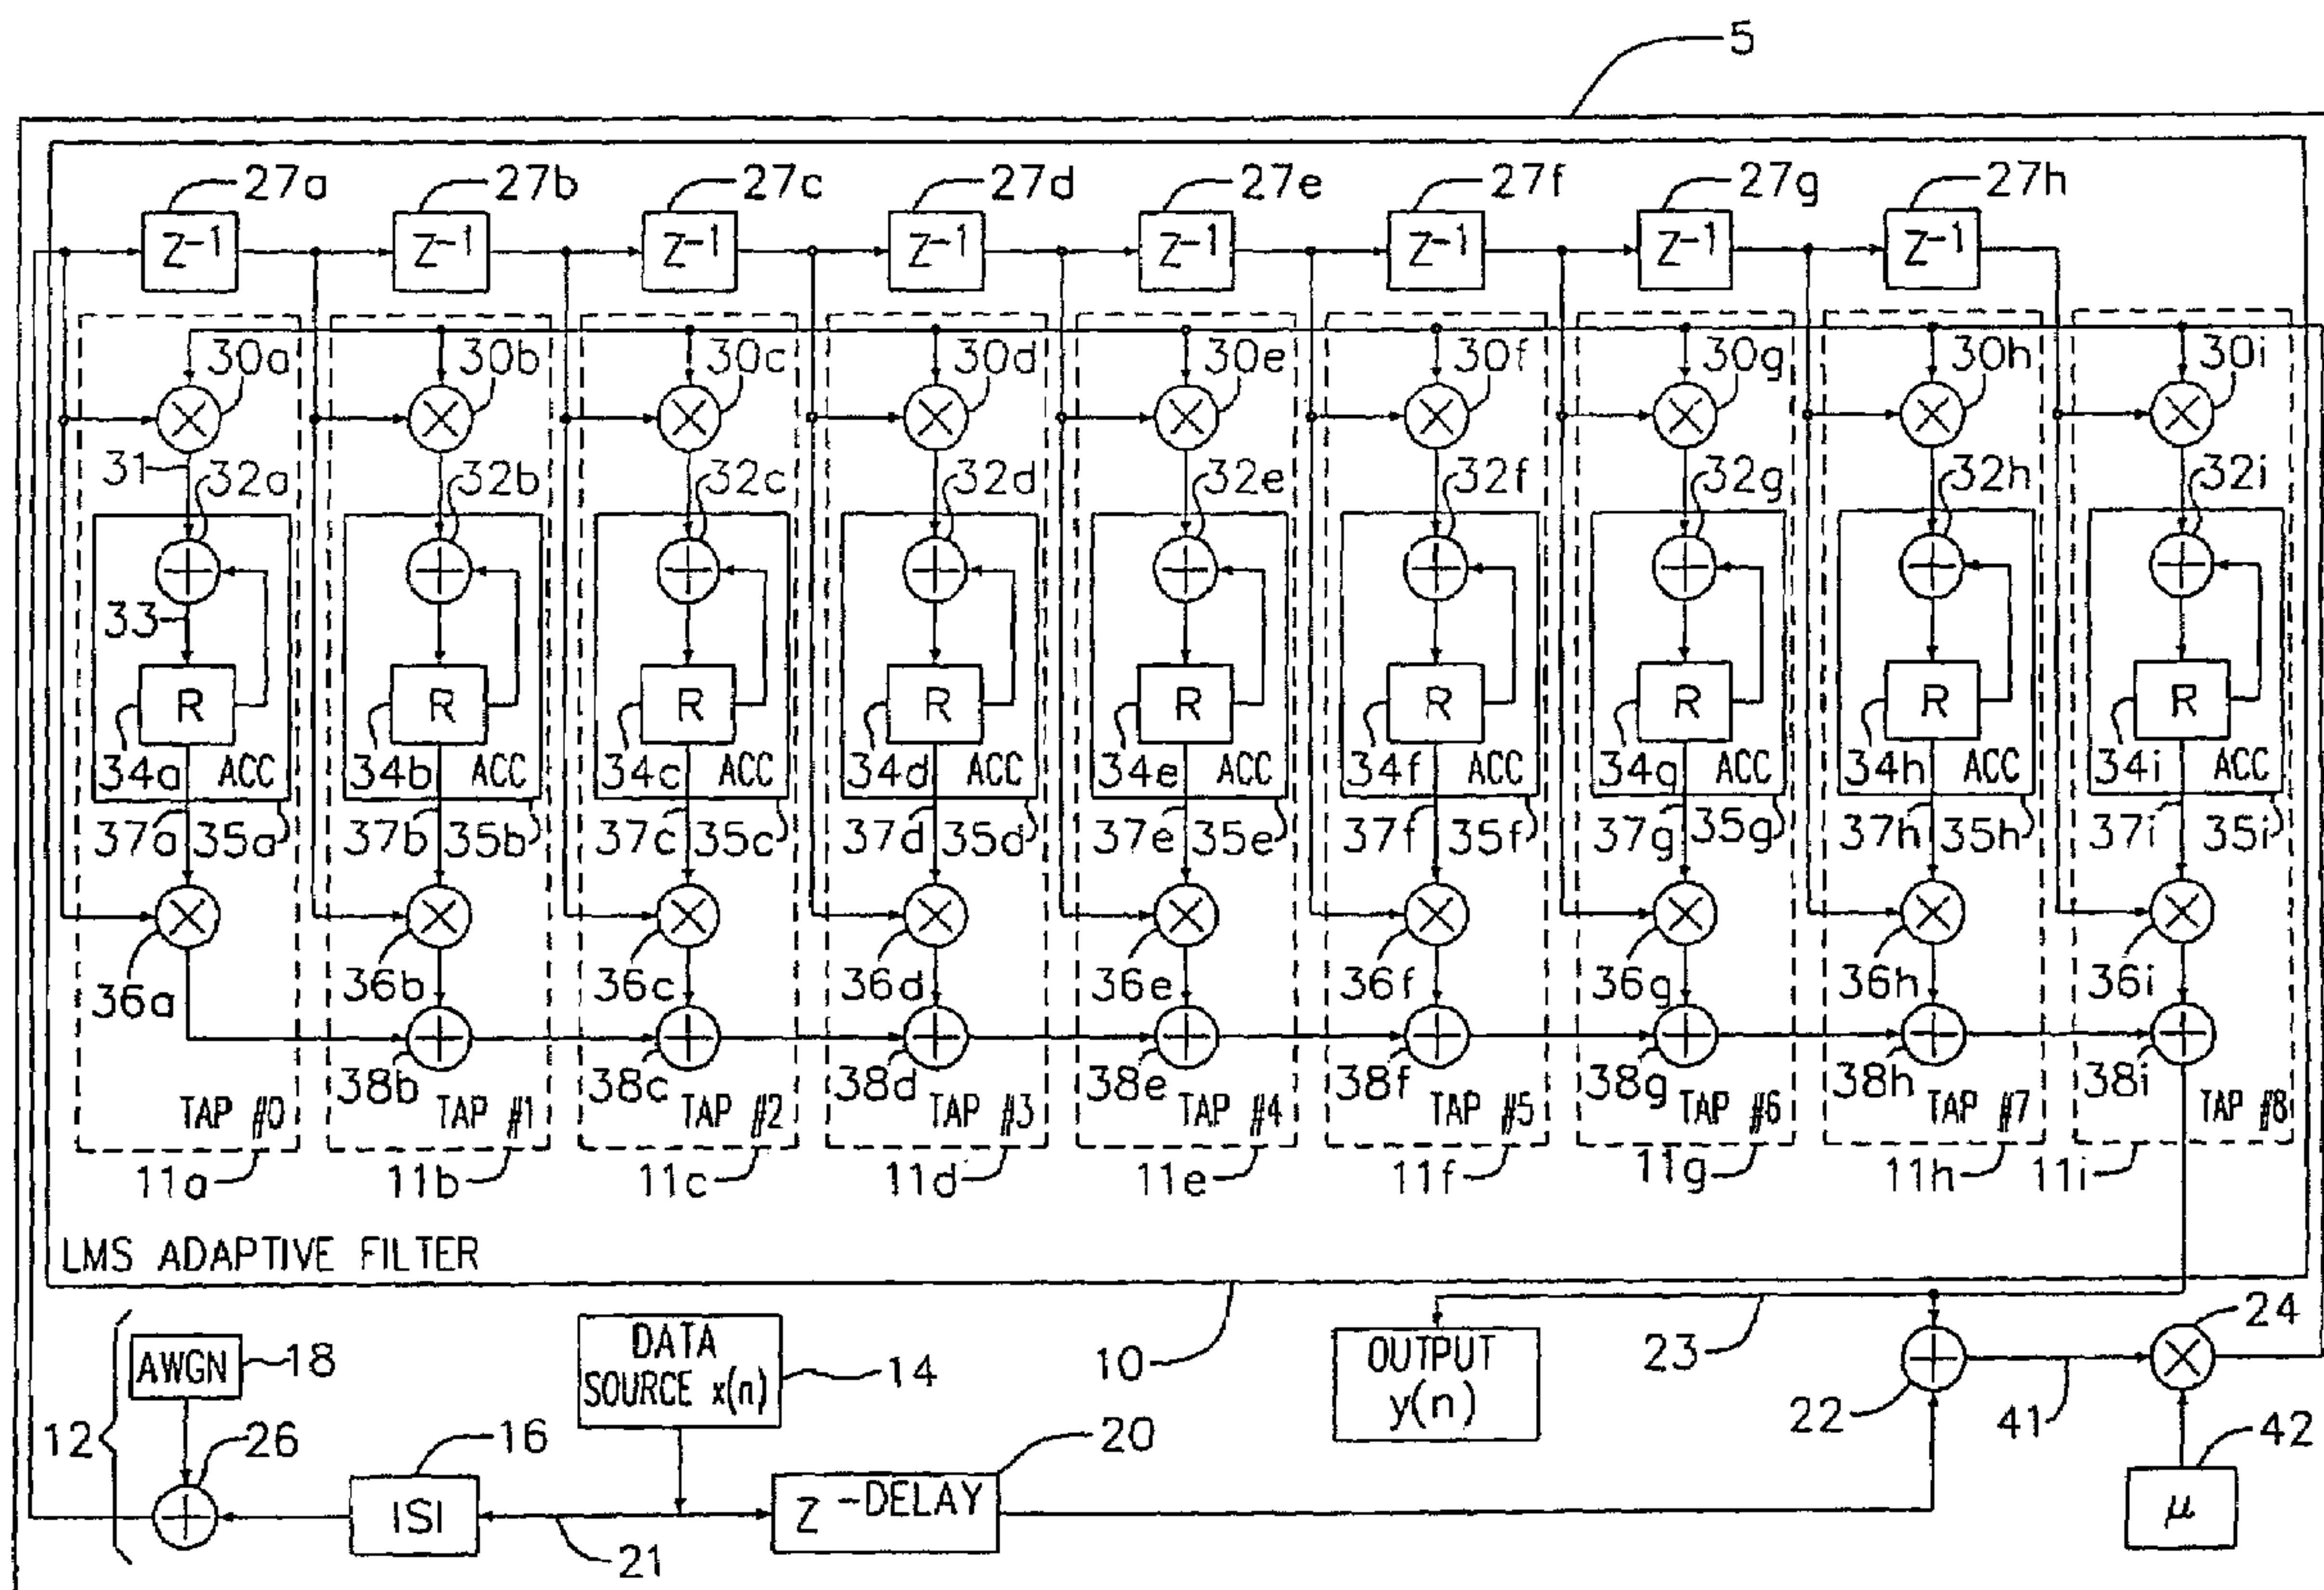 5
27a 27b 27c 27d 27e 27f 27g 27h
Z-1 Z-1 Z-1 Z-1 Z-1 Z-1 Z-1 Z-1
30a 30b 30c 30d 30e 30f 30g 30h 30i
31 32a 32b 32c 32d 32e 32f 32g 32h 32i
33
R R R R R R R R R
34a ACC 34b ACC 34c ACC 34d ACC 34e ACC 34f ACC 34g ACC 34h ACC 34i ACC
37a 35a 37b 35b 37c 35c 37d 35d 37e 35e 37f 35f 37g 35g 37h 35h 37i 35i
36a 36b 36c 36d 36e 36f 36g 36h 36i
38b 38c 38d 38e 38f 38g 38h 38i
TAP #0 TAP #1 TAP #2 TAP #3 TAP #4 TAP #5 TAP #6 TAP #7 TAP #8
11a 11b 11c 11d 11e 11f 11g 11h 11i
LMS ADAPTIVE FILTER
12
AWGN 18
26
16
ISI
21
DATA
SOURCE x(n)
14
20
Z -DELAY
10
OUTPUT
y(n)
23
22
41
24
42
μ